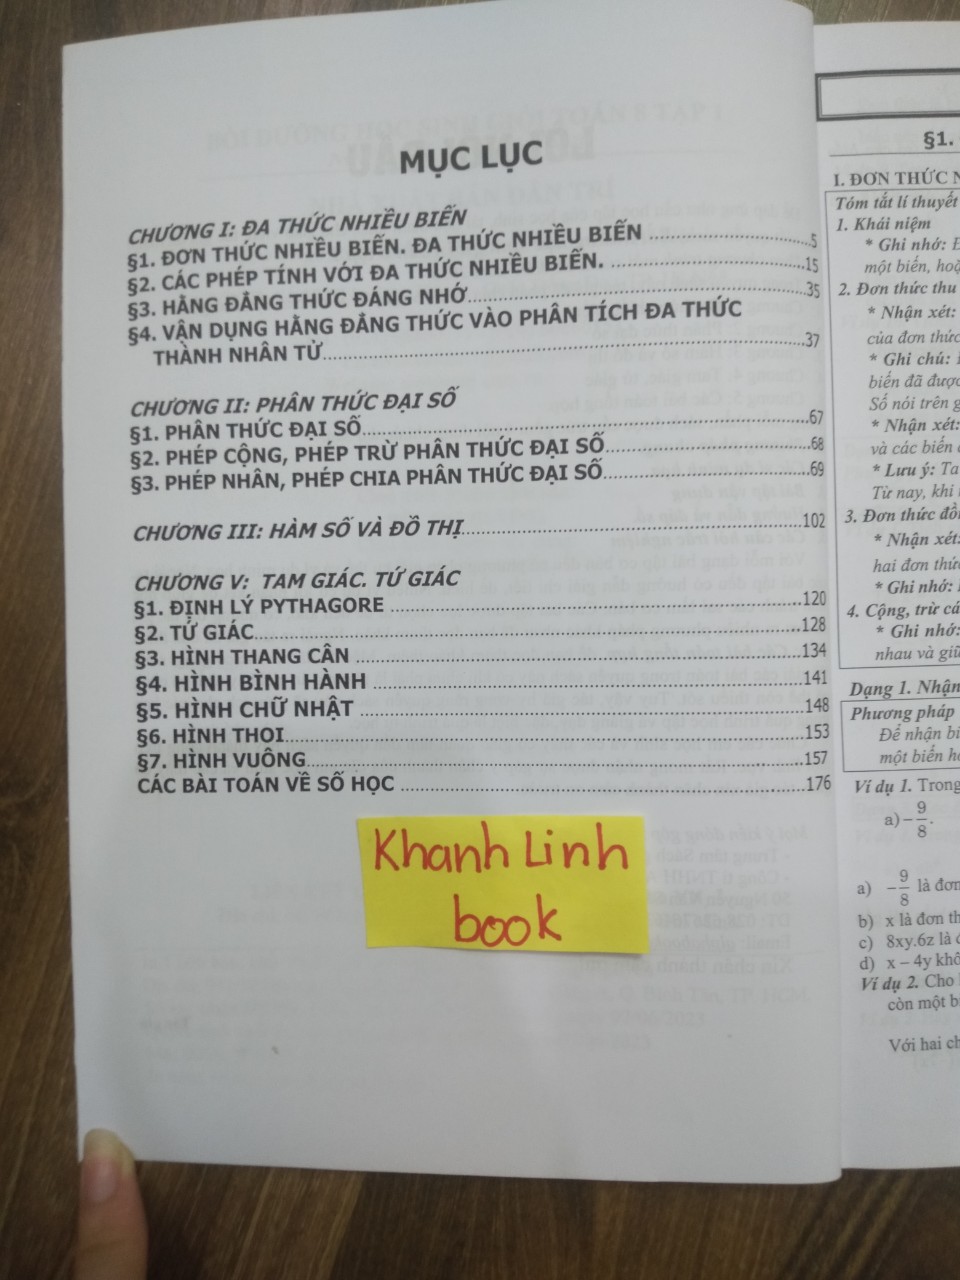 MỤC LỤC
CHƯƠNG I: ĐA THỨC NHIỀU BIẾN
§1. ĐƠN THỨC NHIỀU BIẾN. ĐA THỨC NHIỀU BIẾN ..........5
§2. CÁC PHÉP TÍNH VỚI ĐA THỨC NHIỀU BIẾN. ..........15
§3. HẰNG ĐẲNG THỨC ĐÁNG NHỚ..........35
§4. VẬN DỤNG HẰNG ĐẲNG THỨC VÀO PHÂN TÍCH ĐA THỨC
THÀNH NHÂN TỬ..........37
CHƯƠNG II: PHÂN THỨC ĐẠI SỐ
§1. PHÂN THỨC ĐẠI SỐ..........67
§2. PHÉP CỘNG, PHÉP TRỪ PHÂN THỨC ĐẠI SỐ..........68
§3. PHÉP NHÂN, PHÉP CHIA PHÂN THỨC ĐẠI SỐ..........69
CHƯƠNG III: HÀM SỐ VÀ ĐỒ THỊ..........102
CHƯƠNG V: TAM GIÁC. TỨ GIÁC
§1. ĐỊNH LÝ PYTHAGORE ..........120
§2. TỨ GIÁC..........128
§3. HÌNH THANG CÂN ..........134
§4. HÌNH BÌNH HÀNH ..........141
§5. HÌNH CHỮ NHẬT ..........148
§6. HÌNH THOI..........153
§7. HÌNH VUÔNG..........157
CÁC BÀI TOÁN VỀ SỐ HỌC ..........176
Khanh Linh
book
§1.
I. ĐƠN THỨC
Tóm tắt lí thuyết
1. Khái niệm
* Ghi nhớ:
một biến, hoặ
2. Đơn thức thu
* Nhận xét:
của đơn thức
* Ghi chú:
biến đã được
Số nói trên
* Nhận xét:
và các biến
* Lưu ý: Ta
Từ nay, khi
3. Đơn thức đồ
* Nhận xét:
hai đơn thức
* Ghi nhớ:
4. Cộng, trừ
* Ghi nhớ:
nhau và giữ
Dạng 1. Nhận
Phương pháp
Để nhận bi
một biến
Ví dụ 1. Trong
a) –9/8.
a) –9/8 là đơn
b) x là đơn th
c) 8xy.6z là
d) x – 4y khô
Ví dụ 2. Cho
còn một b
Với hai